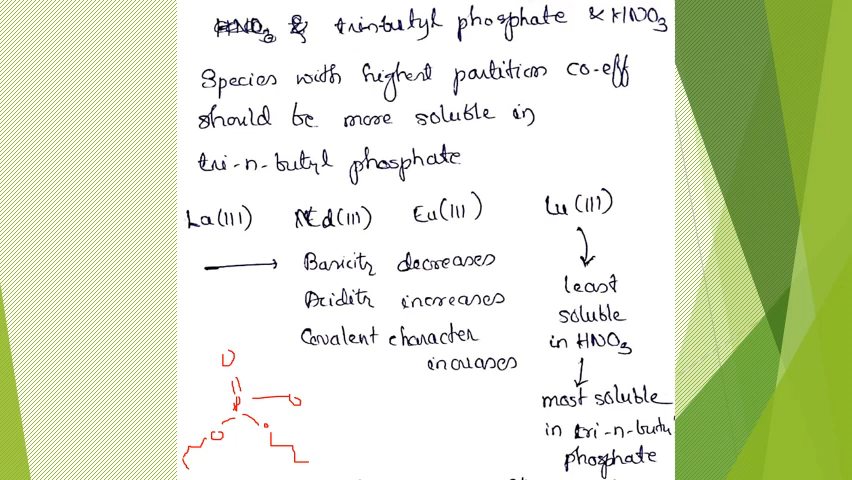 & tri-n-butyl phosphate & HNO3
Species with highest partition co-eff
should be more soluble in
tri-n-butyl phosphate
La(III) Nd(III) Eu(III) Lu(III)
Basicity decreases
Acidity increases
Covalent character
increases
least
soluble
in HNO3
most soluble
in tri-n-buty
phosphate
O
P O
O